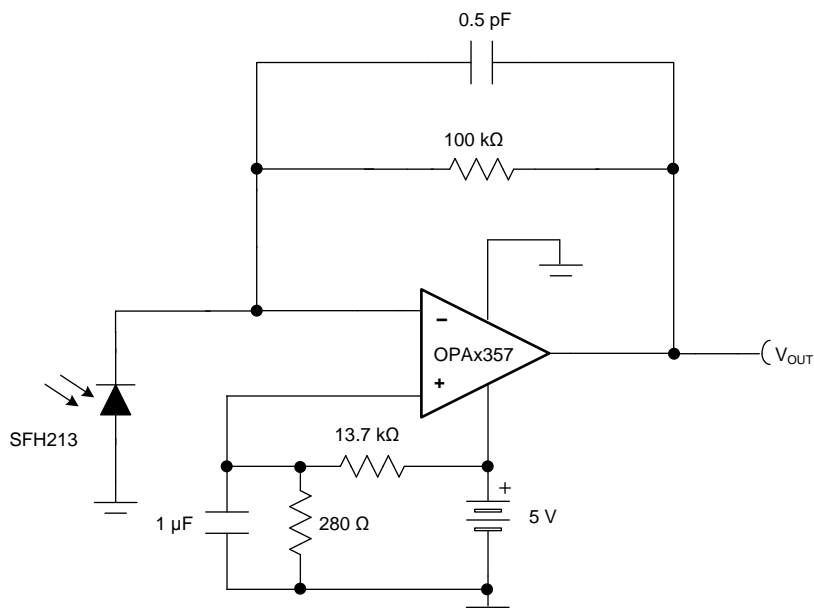 0.5 pF
100 kΩ
−
OPAx357
+
V_OUT
SFH213
13.7 kΩ
+
1 µF
280 Ω
5 V